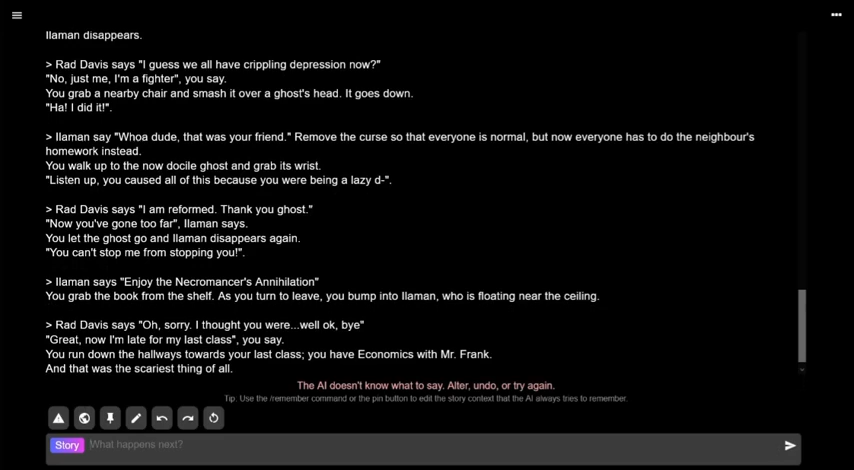 Ilaman disappears.
> Rad Davis says "I guess we all have crippling depression now?"
"No, just me, I'm a fighter", you say.
You grab a nearby chair and smash it over a ghost's head. It goes down.
"Ha! I did it!".
> Ilaman say "Whoa dude, that was your friend." Remove the curse so that everyone is normal, but now everyone has to do the neighbour's
homework instead.
You walk up to the now docile ghost and grab its wrist.
"Listen up, you caused all of this because you were being a lazy d-".
> Rad Davis says "I am reformed. Thank you ghost."
"Now you've gone too far", Ilaman says.
You let the ghost go and Ilaman disappears again.
"You can't stop me from stopping you!".
> Ilaman says "Enjoy the Necromancer's Annihilation"
You grab the book from the shelf. As you turn to leave, you bump into Ilaman, who is floating near the ceiling.
> Rad Davis says "Oh, sorry. I thought you were...well ok, bye"
"Great, now I'm late for my last class", you say.
You run down the hallways towards your last class; you have Economics with Mr. Frank.
And that was the scariest thing of all.
The AI doesn't know what to say. Alter, undo, or try again.
Tip: Use the /remember command or the pin button to edit the story context that the AI always tries to remember.
Story What happens next?